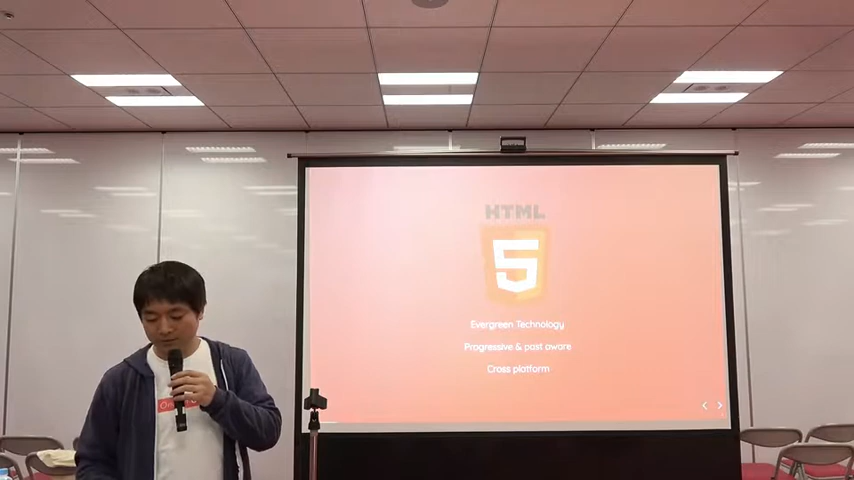 HTML
5
Evergreen Technology
Progressive & past aware
Cross platform